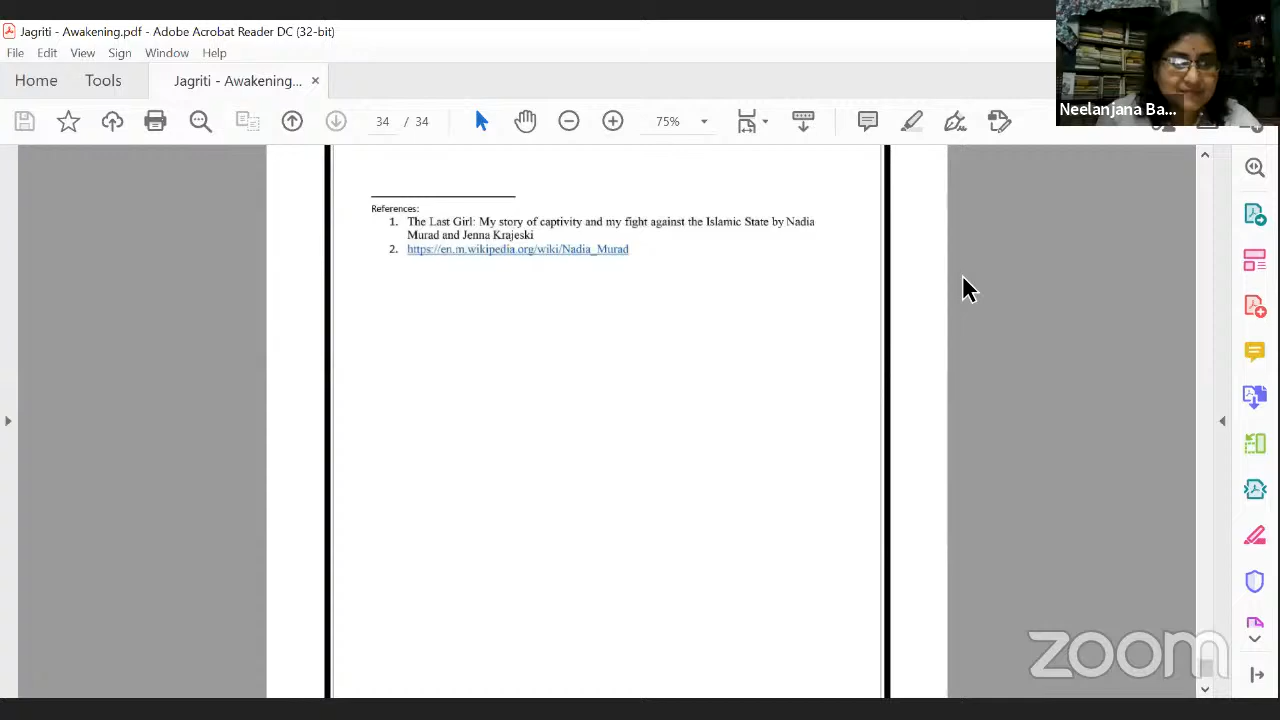 Jagriti - Awakening.pdf - Adobe Acrobat Reader DC (32-bit)
File Edit View Sign Window Help
Home Tools Jagriti - Awakening... ×
34 / 34 75%
Neelanjana Ba...
References:
1. The Last Girl: My story of captivity and my fight against the Islamic State by Nadia
Murad and Jenna Krajeski
2. https://en.m.wikipedia.org/wiki/Nadia_Murad
zoom